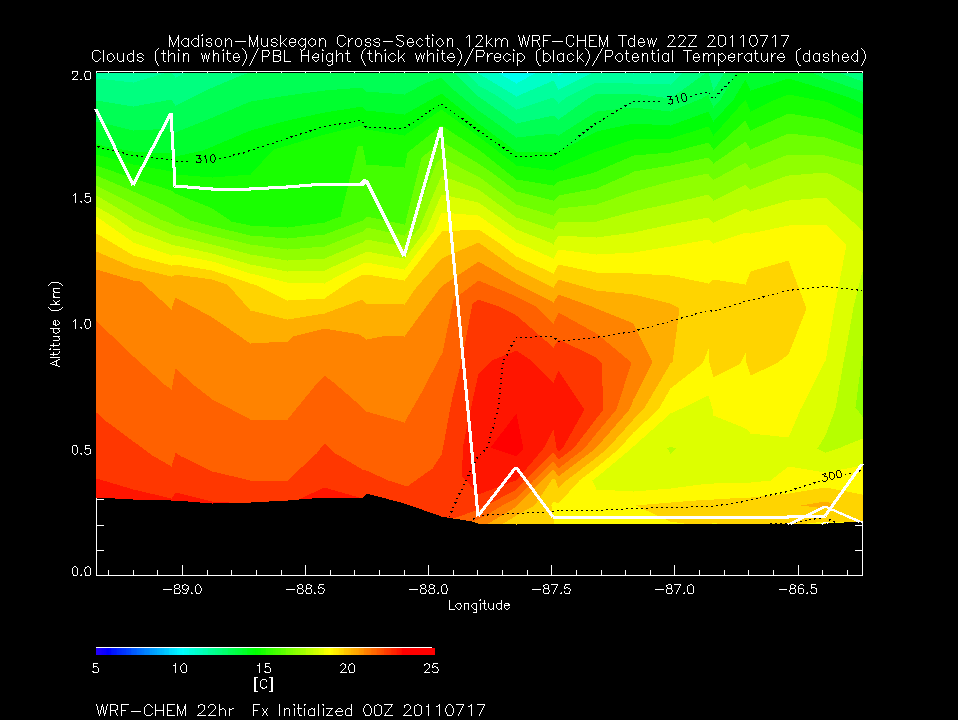 Madison-Muskegon Cross-Section 12km WRF-CHEM Tdew 22Z 20110717
Clouds (thin white)/PBL Height (thick white)/Precip (black)/Potential Temperature (dashed)
2.0
310
310
1.5
Altitude (km)
1.0
0.5
300
0.0
-89.0 -88.5 -88.0 -87.5 -87.0 -86.5
Longitude
5 10 15 20 25
[C]
WRF-CHEM 22hr Fx Initialized 00Z 20110717